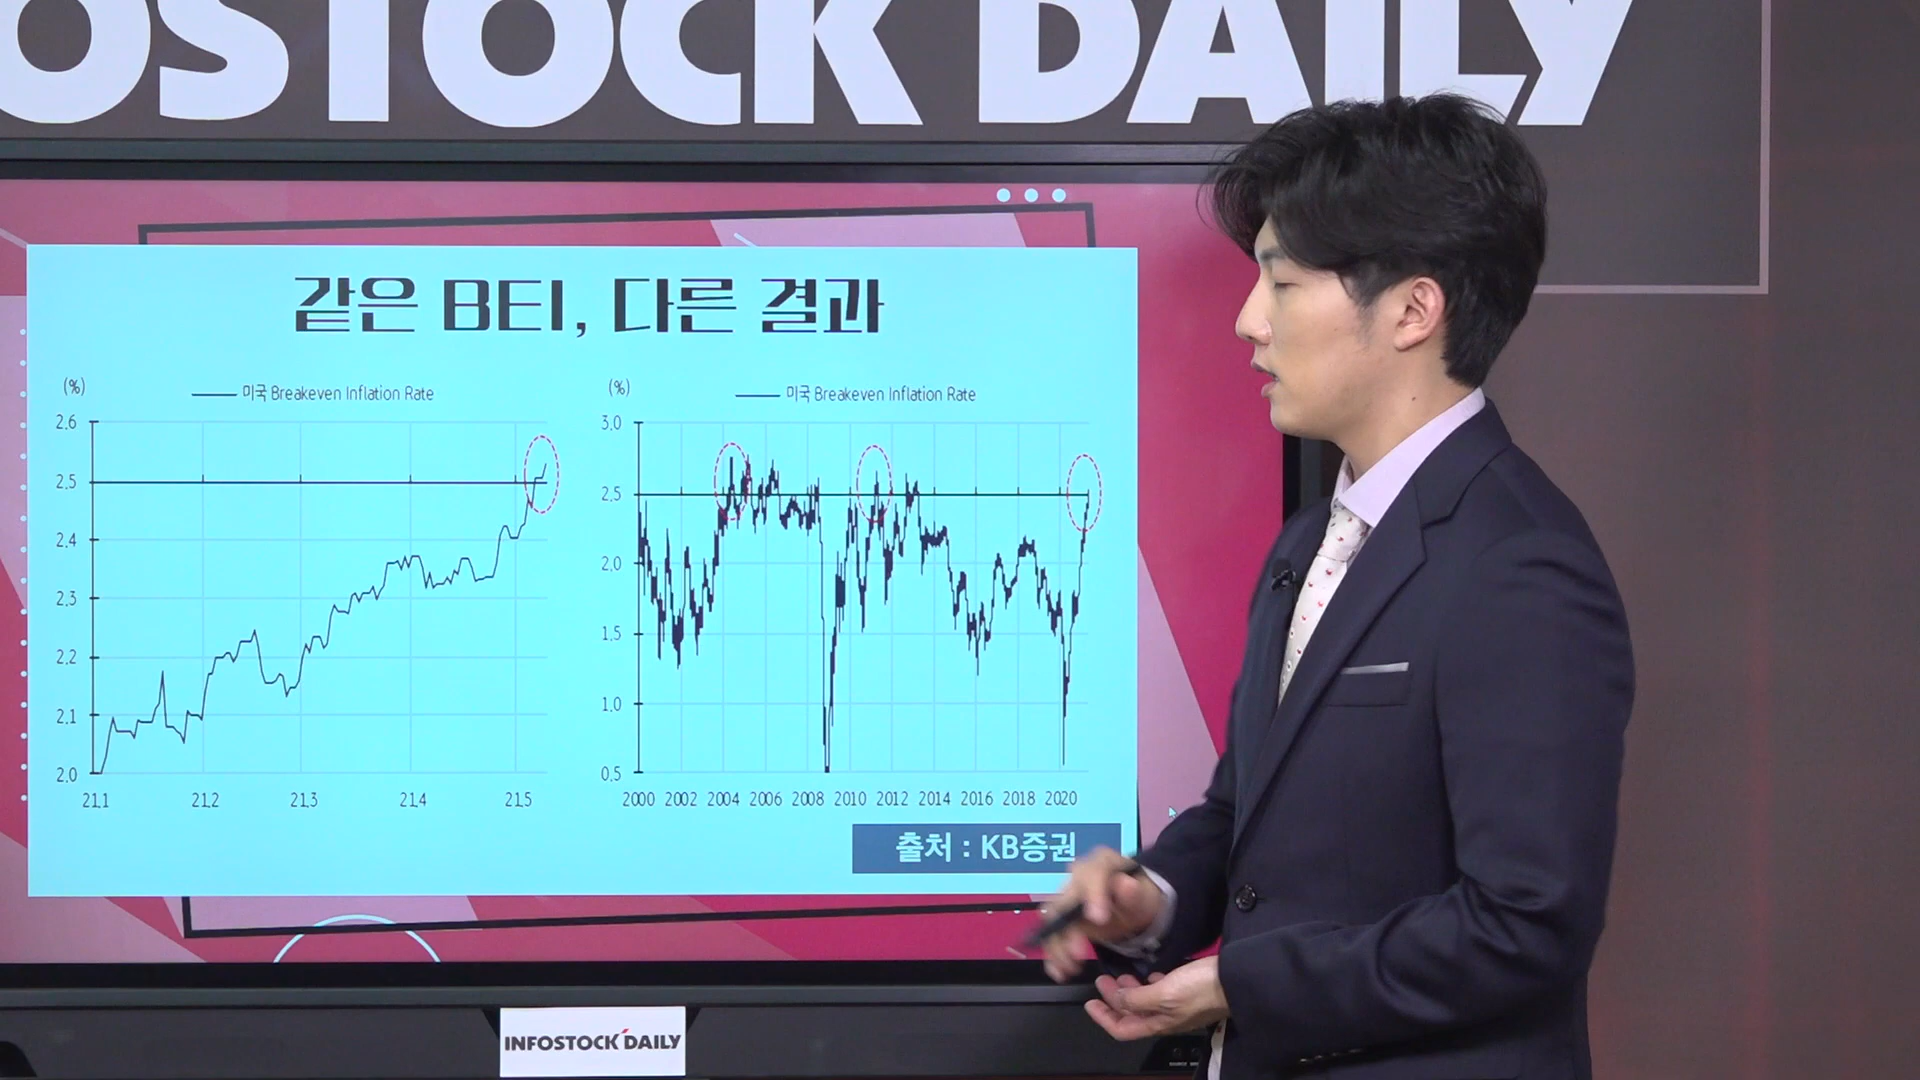 OSTOCK DAILY
같은 BEI, 다른 결과
(%)
미국 Breakeven Inflation Rate
2.6
2.5
2.4
2.3
2.2
2.1
2.0
21.1 21.2 21.3 21.4 21.5
(%)
미국 Breakeven Inflation Rate
3.0
2.5
2.0
1.5
1.0
0.5
2000 2002 2004 2006 2008 2010 2012 2014 2016 2018 2020
출처 : KB증권
INFOSTOCK DAILY